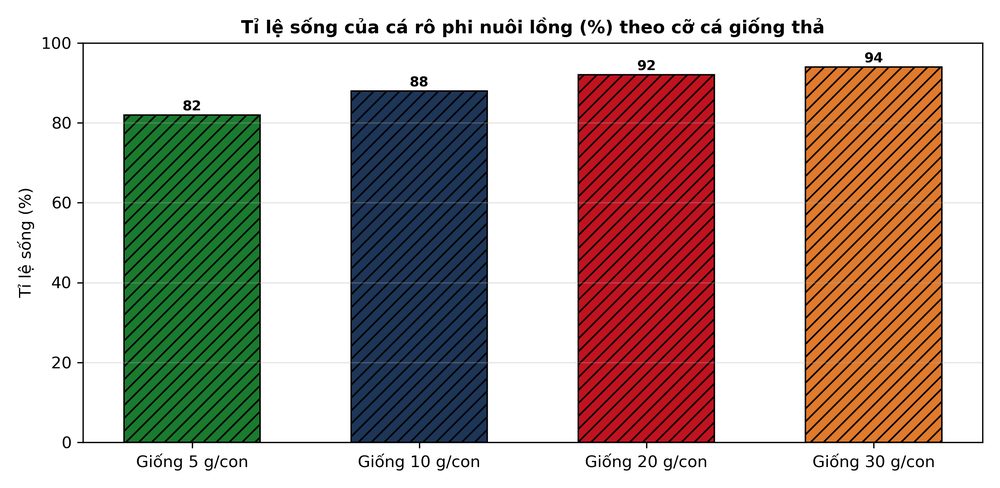 Tỉ lệ sống của cá rô phi nuôi lồng (%) theo cỡ cá giống thả
Tỉ lệ sống (%)
100
80
60
40
20
0
82
88
92
94
Giống 5 g/con
Giống 10 g/con
Giống 20 g/con
Giống 30 g/con